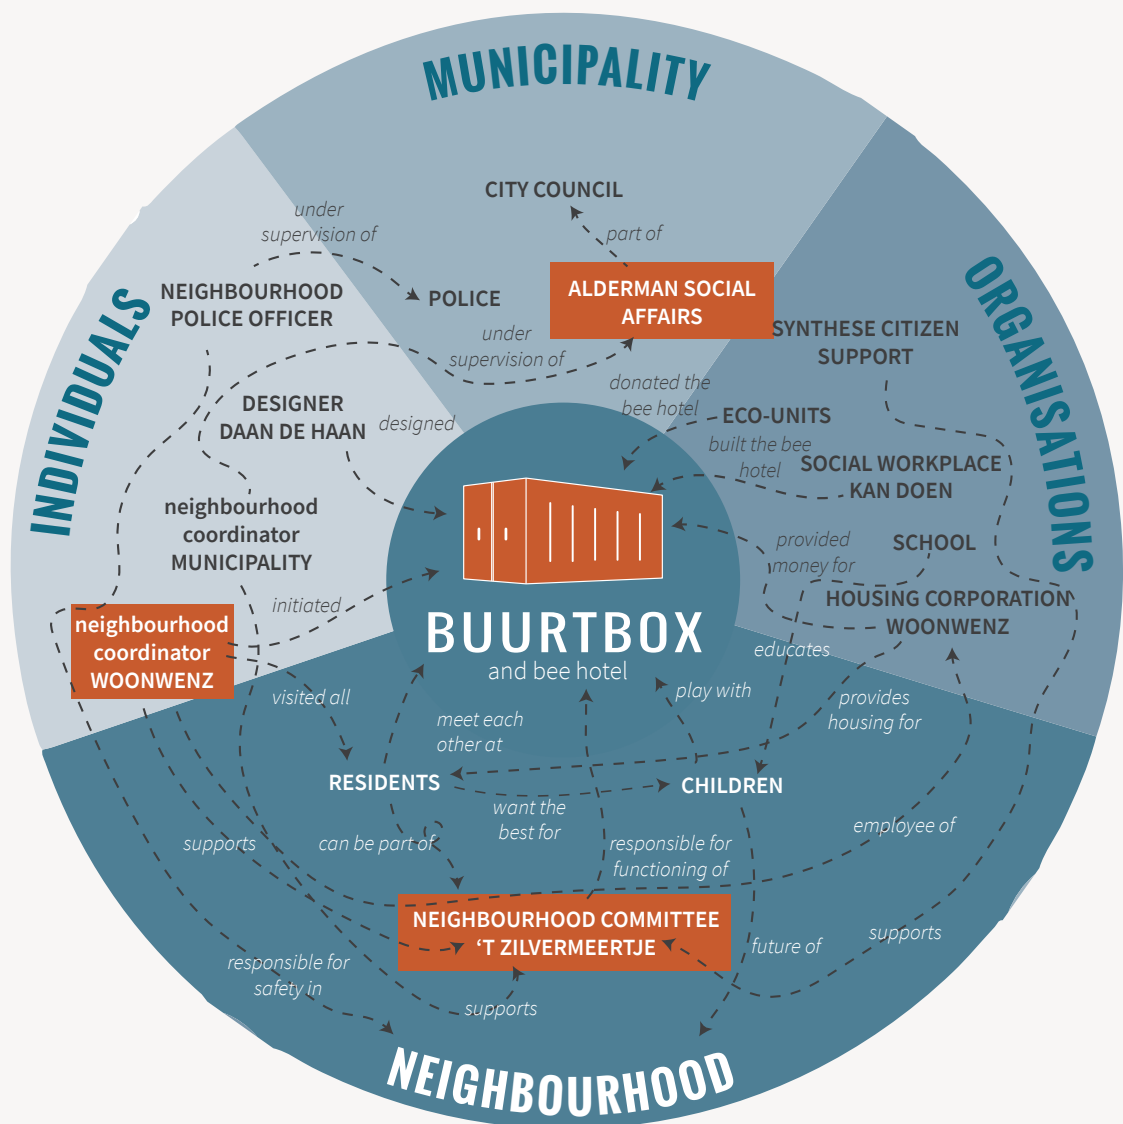 MUNICIPALITY
CITY COUNCIL
part of
ALDERMAN SOCIAL
AFFAIRS
under
supervision of
NEIGHBOURHOOD
POLICE OFFICER
POLICE
under
supervision of
INDIVIDUALS
DESIGNER
DAAN DE HAAN
designed
neighbourhood
coordinator
MUNICIPALITY
initiated
neighbourhood
coordinator
WOONWENZ
visited all
ORGANISATIONS
SYNTHESE CITIZEN
SUPPORT
donated the
bee hotel
ECO-UNITS
built the bee
hotel
SOCIAL WORKPLACE
KAN DOEN
provided
money for
SCHOOL
HOUSING CORPORATION
WOONWENZ
educates
BUURTBOX
and bee hotel
play with
provides
housing for
meet each
other at
RESIDENTS
CHILDREN
want the
best for
supports
can be part of
responsible for
functioning of
employee of
NEIGHBOURHOOD COMMITTEE
‘T ZILVERMEERTJE
future of
supports
responsible for
safety in
supports
NEIGHBOURHOOD